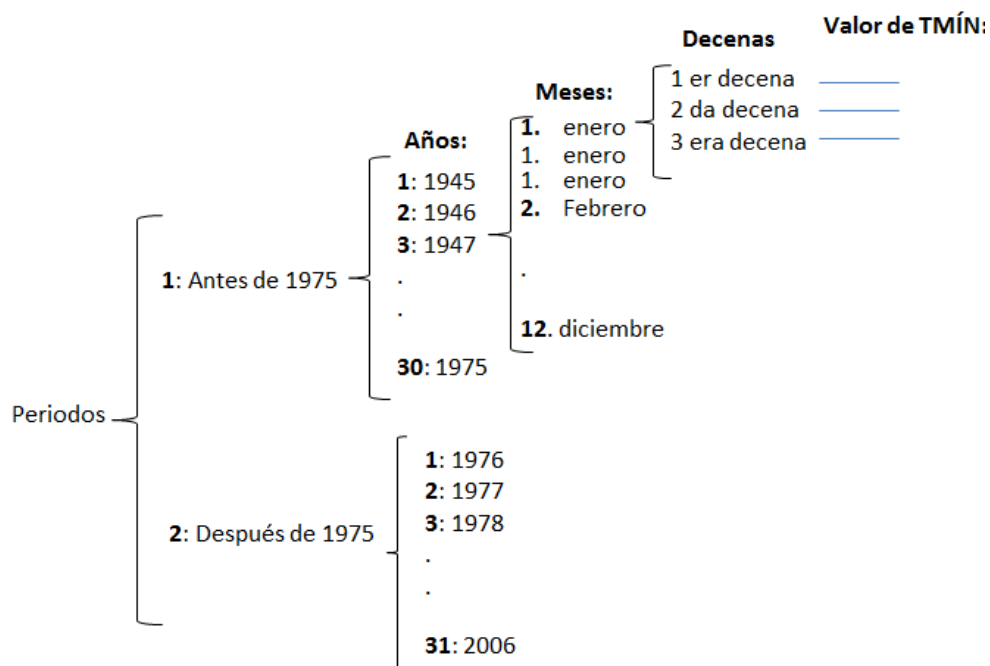 Valor de TMÍN:
Decenas
1 er decena
2 da decena
3 era decena
Meses:
1. enero
1. enero
1. enero
2. Febrero
.
12. diciembre
Años:
1: 1945
2: 1946
3: 1947
.
.
30: 1975
1: Antes de 1975
Periodos
2: Después de 1975
1: 1976
2: 1977
3: 1978
.
.
31: 2006